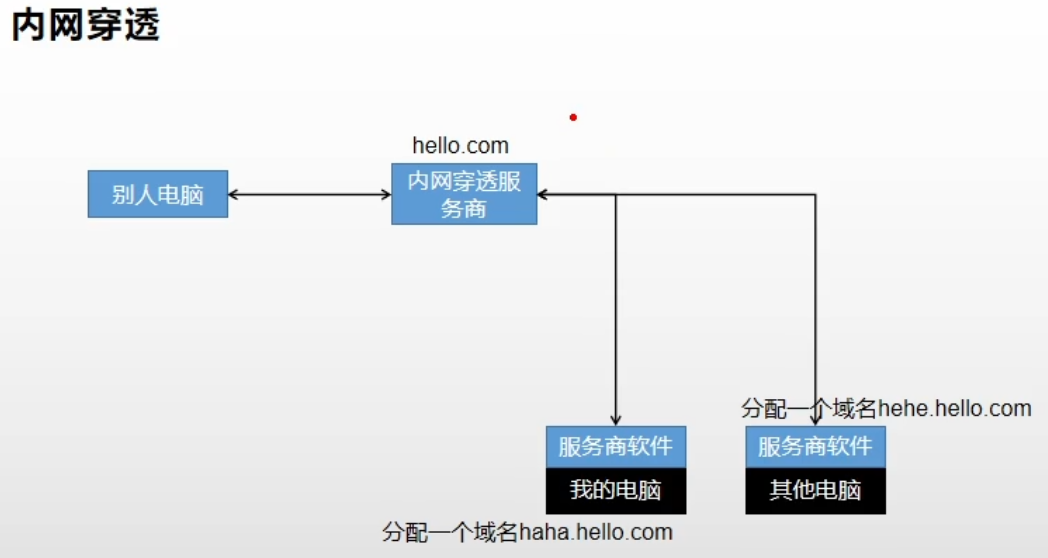 内网穿透
hello.com
别人电脑
内网穿透服
务商
分配一个域名hehe.hello.com
服务商软件
服务商软件
我的电脑
其他电脑
分配一个域名haha.hello.com